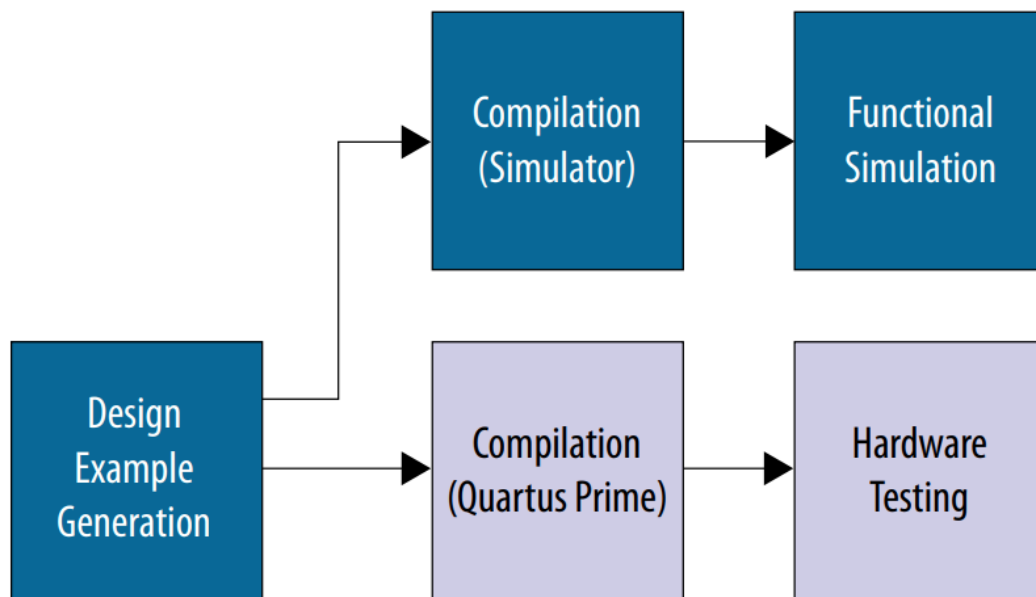 Compilation
(Simulator)
Functional
Simulation
Design
Example
Generation
Compilation
(Quartus Prime)
Hardware
Testing